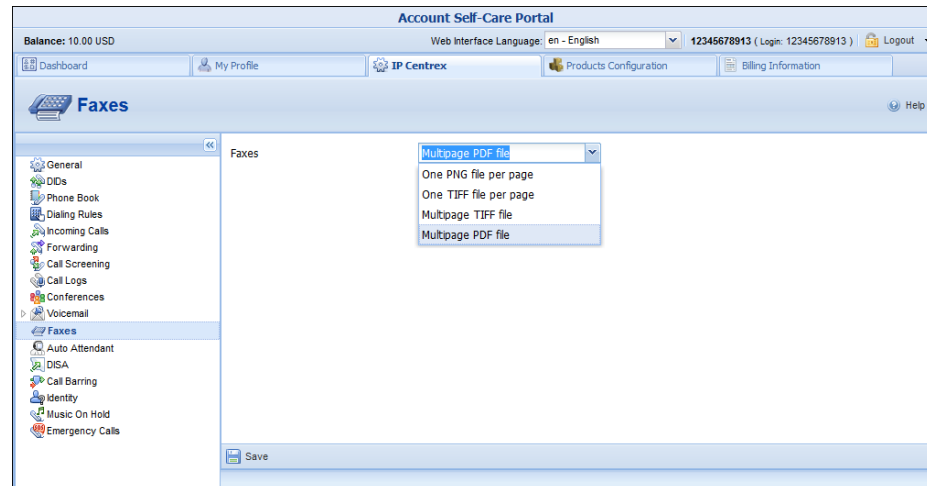 Account Self-Care Portal
Balance: 10.00 USD Web Interface Language: en - English 12345678913 ( Login: 12345678913 ) Logout
Dashboard My Profile IP Centrex Products Configuration Billing Information
Faxes Help
Faxes Multipage PDF file
One PNG file per page
One TIFF file per page
Multipage TIFF file
Multipage PDF file
General
DIDs
Phone Book
Dialing Rules
Incoming Calls
Forwarding
Call Screening
Call Logs
Conferences
Voicemail
Faxes
Auto Attendant
DISA
Call Barring
Identity
Music On Hold
Emergency Calls
Save